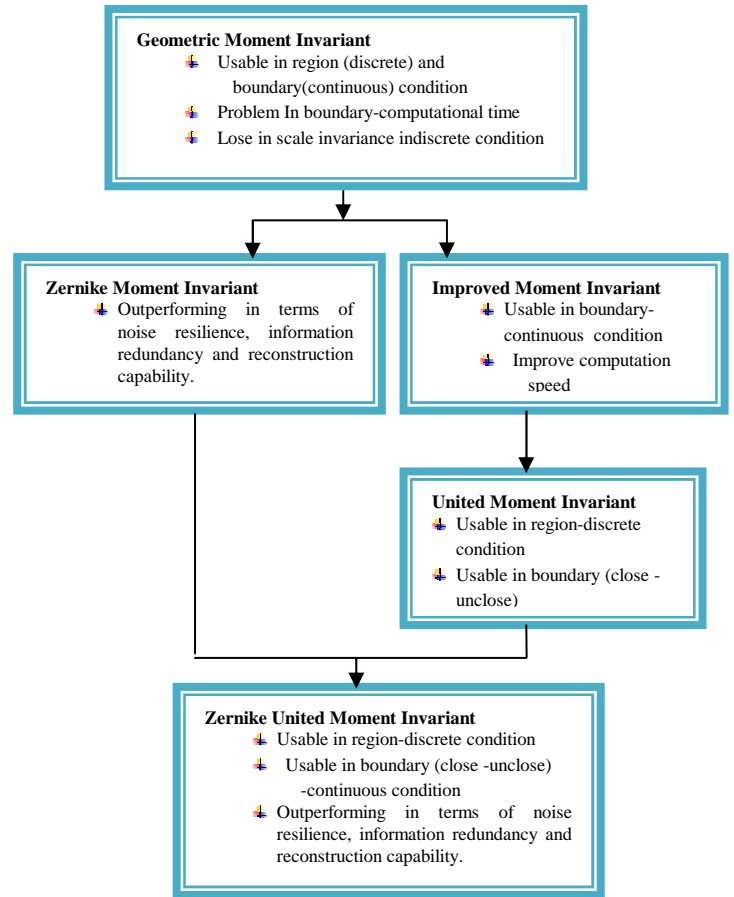 Geometric Moment Invariant
Usable in region (discrete) and
boundary(continuous) condition
Problem In boundary-computational time
Lose in scale invariance indiscrete condition
Zernike Moment Invariant
Outperforming in terms of
noise resilience, information
redundancy and reconstruction
capability.
Improved Moment Invariant
Usable in boundary-
continuous condition
Improve computation
speed
United Moment Invariant
Usable in region-discrete
condition
Usable in boundary (close -
unclose)
Zernike United Moment Invariant
Usable in region-discrete condition
Usable in boundary (close -unclose)
-continuous condition
Outperforming in terms of noise
resilience, information redundancy and
reconstruction capability.